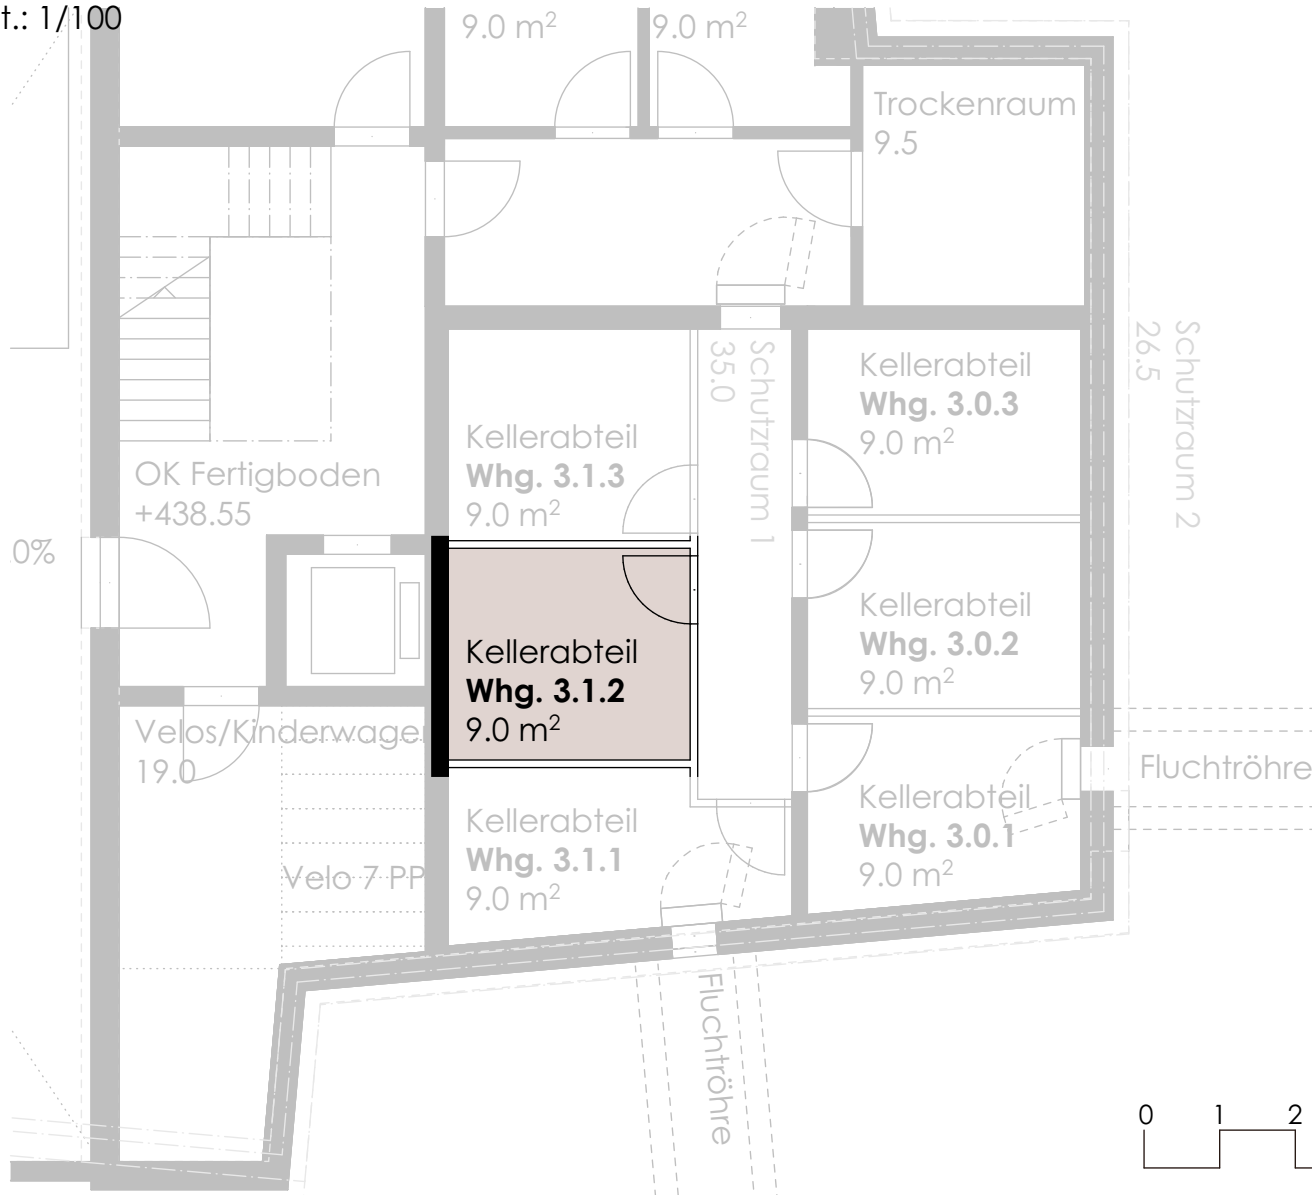 t.: 1/100
9.0 m²
9.0 m²
Trockenraum
9.5
Schutzraum 2
26.5
Schutzraum 1
35.0
Kellerabteil
Whg. 3.0.3
9.0 m²
Kellerabteil
Whg. 3.1.3
9.0 m²
OK Fertigboden
+438.55
0%
Kellerabteil
Whg. 3.0.2
9.0 m²
Kellerabteil
Whg. 3.1.2
9.0 m²
Velos/Kinderwagen
19.0
Fluchtröhre
Kellerabteil
Whg. 3.0.1
9.0 m²
Kellerabteil
Whg. 3.1.1
9.0 m²
Velo 7 PP
Fluchtröhre
0 1 2